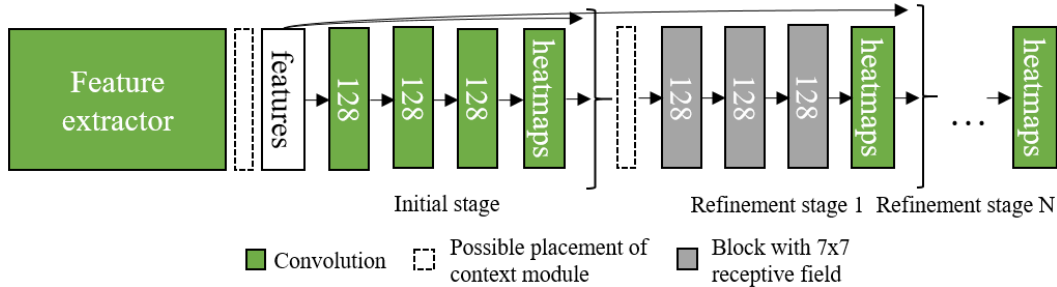 Feature
extractor
features
128
128
128
heatmaps
128
128
128
heatmaps
...
heatmaps
Initial stage
Refinement stage 1
Refinement stage N
Convolution
Possible placement of
context module
Block with 7x7
receptive field